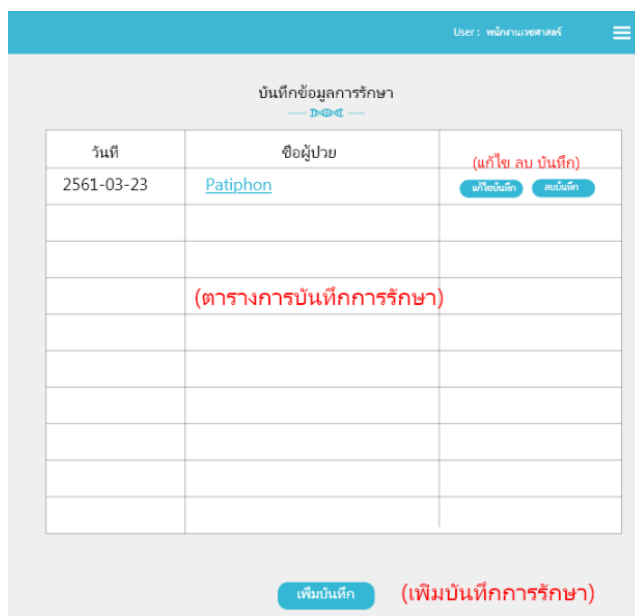 User : พนักงานเวชศาสตร์
บันทึกข้อมูลการรักษา
วันที่ ชื่อผู้ป่วย (แก้ไข ลบ บันทึก)
2561-03-23 Patiphon แก้ไขบันทึก ลบบันทึก
(ตารางการบันทึกการรักษา)
เพิ่มบันทึก (เพิ่มบันทึกการรักษา)